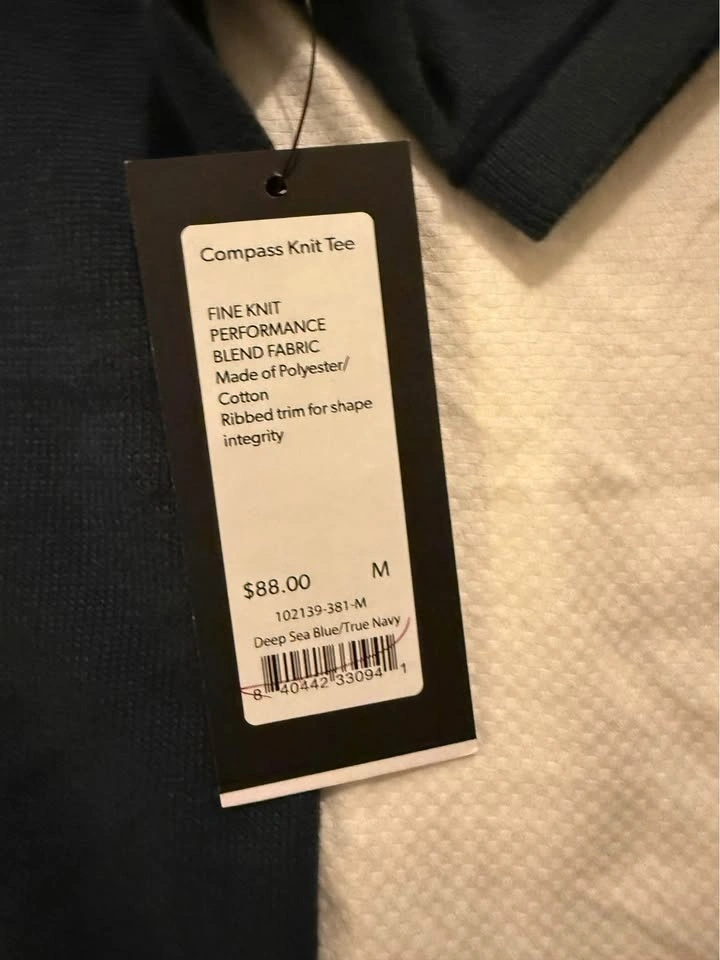 Compass Knit Tee
FINE KNIT
PERFORMANCE
BLEND FABRIC
Made of Polyester/
Cotton
Ribbed trim for shape
integrity
$88.00 M
102139-381-M
Deep Sea Blue/True Navy
8 40442 33094 1